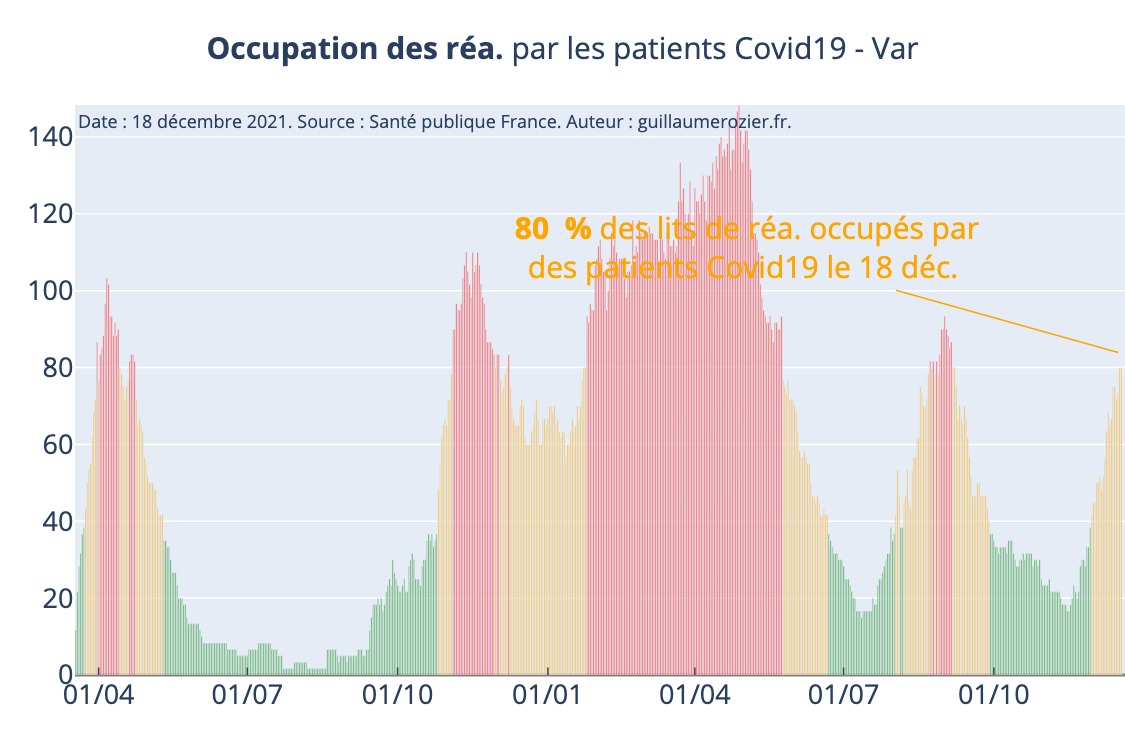 Occupation des réa. par les patients Covid19 - Var
Date : 18 décembre 2021. Source : Santé publique France. Auteur : guillaumerozier.fr.
140
120
80 % des lits de réa. occupés par
des patients Covid19 le 18 déc.
100
80
60
40
20
0
01/04 01/07 01/10 01/01 01/04 01/07 01/10